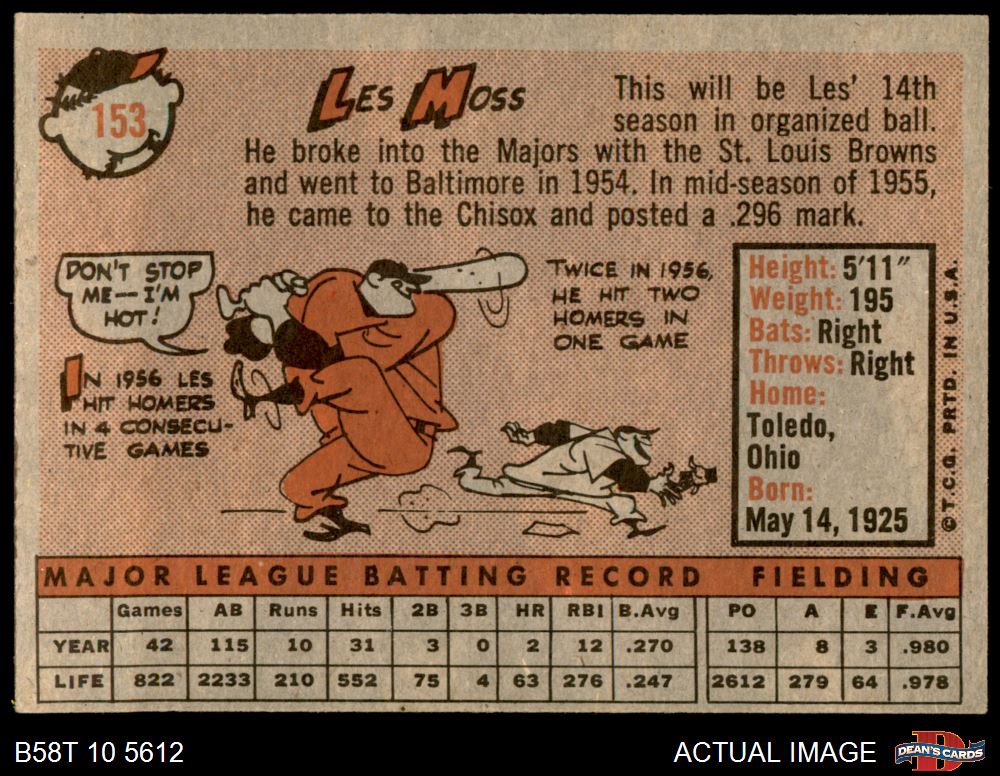 153
LES MOSS
This will be Les' 14th
season in organized ball.
He broke into the Majors with the St. Louis Browns
and went to Baltimore in 1954. In mid-season of 1955,
he came to the Chisox and posted a .296 mark.
DON'T STOP
ME—I'M
HOT!
IN 1956 LES
HIT HOMERS
IN 4 CONSECU-
TIVE GAMES
TWICE IN 1956,
HE HIT TWO
HOMERS IN
ONE GAME
Height: 5'11"
Weight: 195
Bats: Right
Throws: Right
Home:
Toledo,
Ohio
Born:
May 14, 1925
© T.C.G. PRTD. IN U.S.A.
MAJOR LEAGUE BATTING RECORD FIELDING
Games AB Runs Hits 2B 3B HR RBI B.Avg PO A E F.Avg
YEAR 42 115 10 31 3 0 2 12 .270 138 8 3 .980
LIFE 822 2233 210 552 75 4 63 276 .247 2612 279 64 .978
B58T 10 5612 ACTUAL IMAGE DEAN'S CARDS